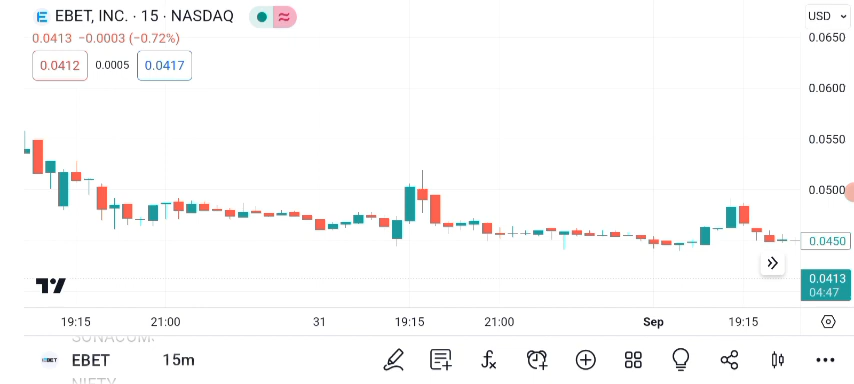 EBET, INC. · 15 · NASDAQ
USD
0.0413 −0.0003 (−0.72%)
0.0412 0.0005 0.0417
0.0650
0.0600
0.0550
0.0500
0.0450
0.0413
04:47
19:15 21:00 31 19:15 21:00 Sep 19:15
SUNACOM
EBET 15m
NIFTY